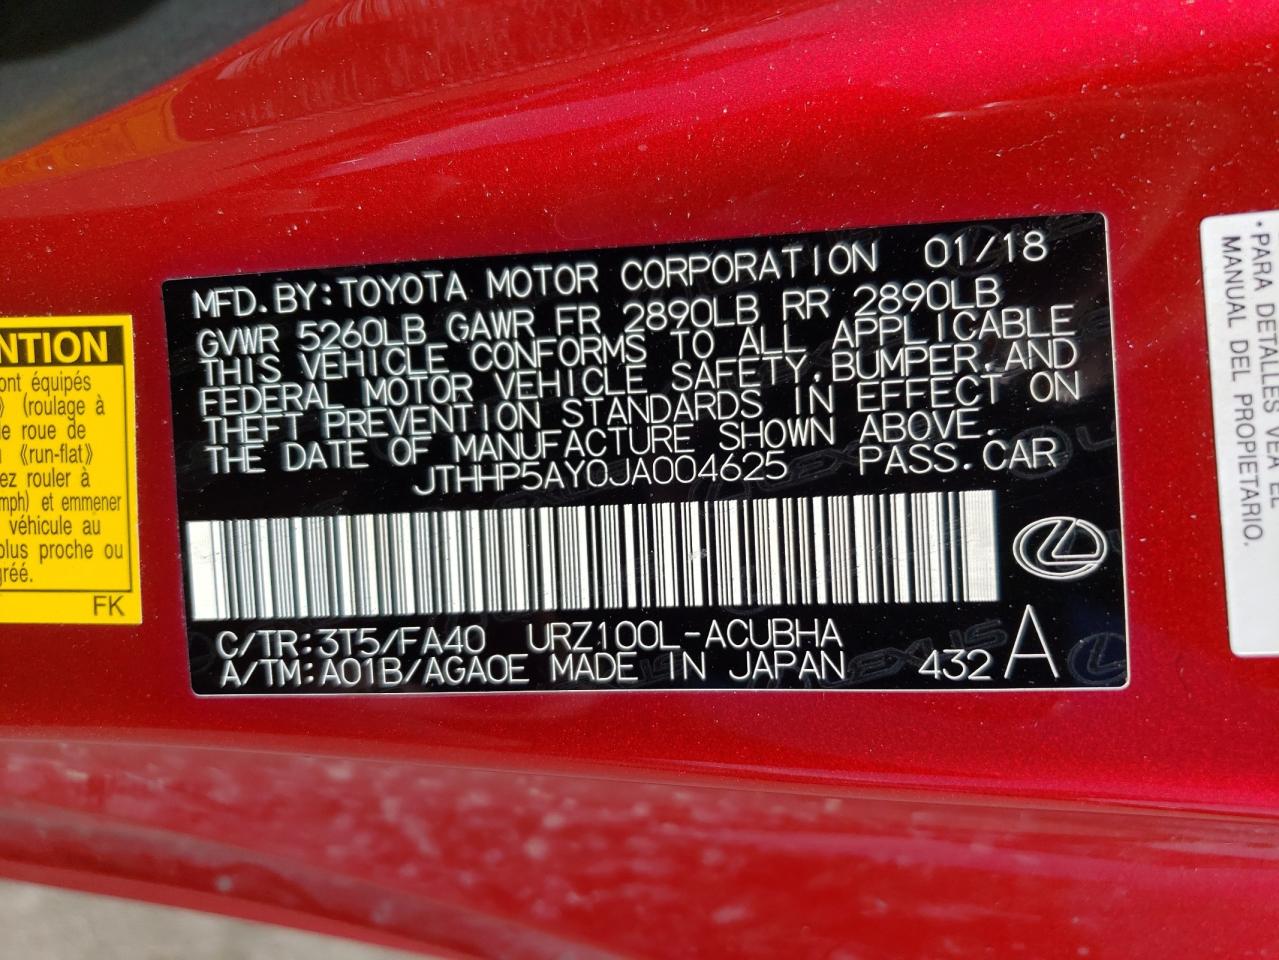 MFD.BY:TOYOTA MOTOR CORPORATION 01/18
GVWR 5260LB GAWR FR 2890LB RR 2890LB
THIS VEHICLE CONFORMS TO ALL APPLICABLE
FEDERAL MOTOR VEHICLE SAFETY,BUMPER,AND
THEFT PREVENTION STANDARDS IN EFFECT ON
THE DATE OF MANUFACTURE SHOWN ABOVE.
JTHHP5AY0JA004625 PASS.CAR
C/TR:3T5/FA40 URZ100L-ACUBHA
A/TM:A01B/AGA0E MADE IN JAPAN 432 A
NTION
ont équipés
» (roulage à
e roue de
«run-flat»
ez rouler à
mph) et emmener
véhicule au
plus proche ou
gréé.
FK
*PARA DETALLES VEA EL
MANUAL DEL PROPIETARIO.